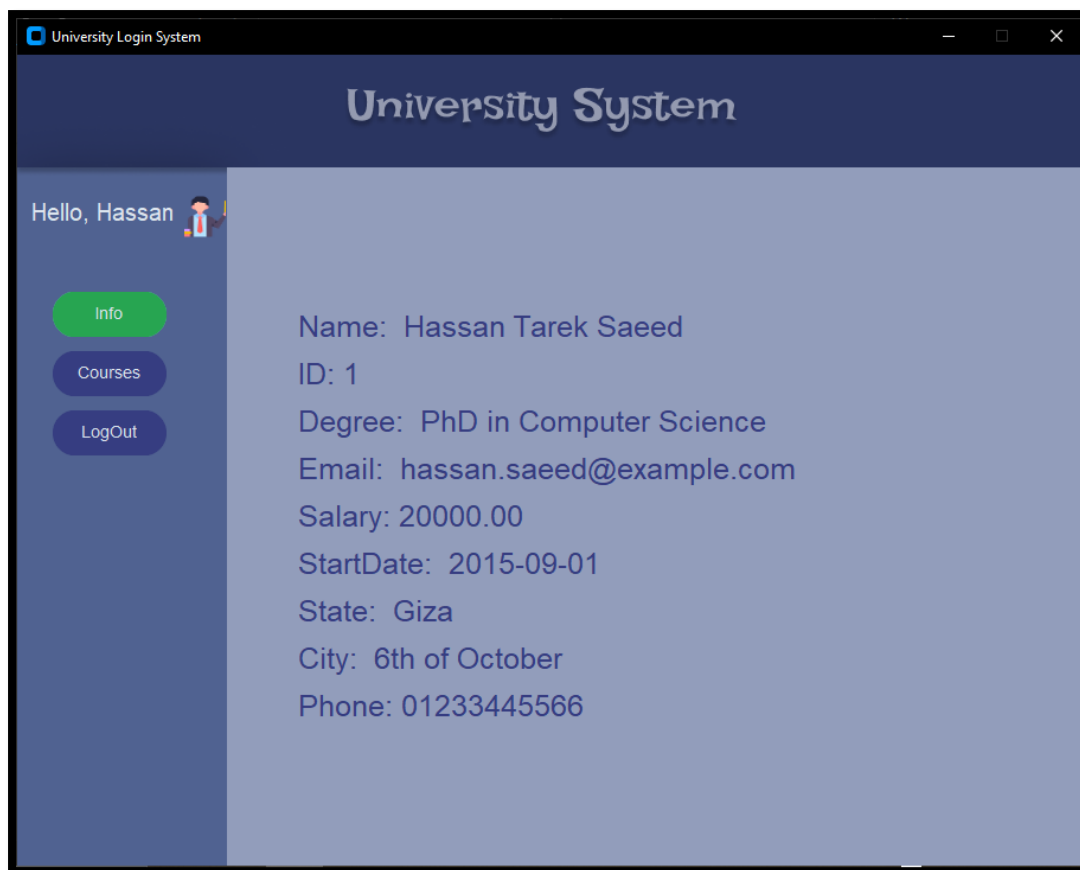 University Login System
University System
Hello, Hassan
Info
Courses
LogOut
Name:  Hassan Tarek Saeed
ID: 1
Degree:  PhD in Computer Science
Email:  hassan.saeed@example.com
Salary: 20000.00
StartDate:  2015-09-01
State:  Giza
City:  6th of October
Phone: 01233445566